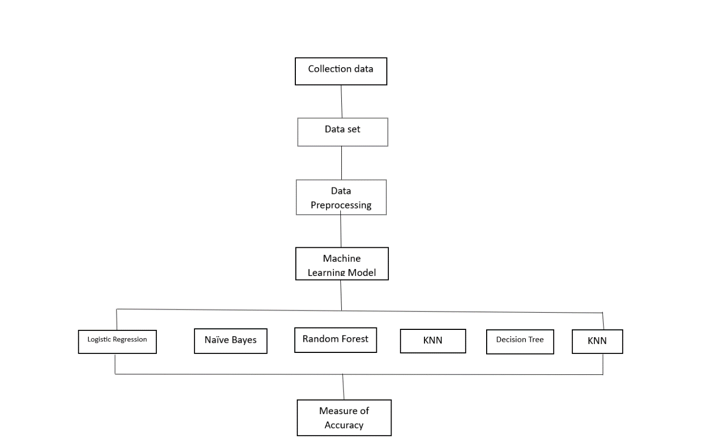 Collection data
Data set
Data
Preprocessing
Machine
Learning Model
Logistic Regression
Naïve Bayes
Random Forest
KNN
Decision Tree
KNN
Measure of
Accuracy